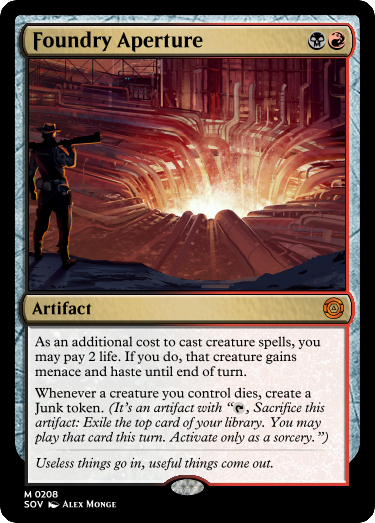 Foundry Aperture
Artifact
As an additional cost to cast creature spells, you
may pay 2 life. If you do, that creature gains
menace and haste until end of turn.
Whenever a creature you control dies, create a
Junk token. (It's an artifact with “, Sacrifice this
artifact: Exile the top card of your library. You may
play that card this turn. Activate only as a sorcery.”)
Useless things go in, useful things come out.
M 0208
SOV Alex Monge